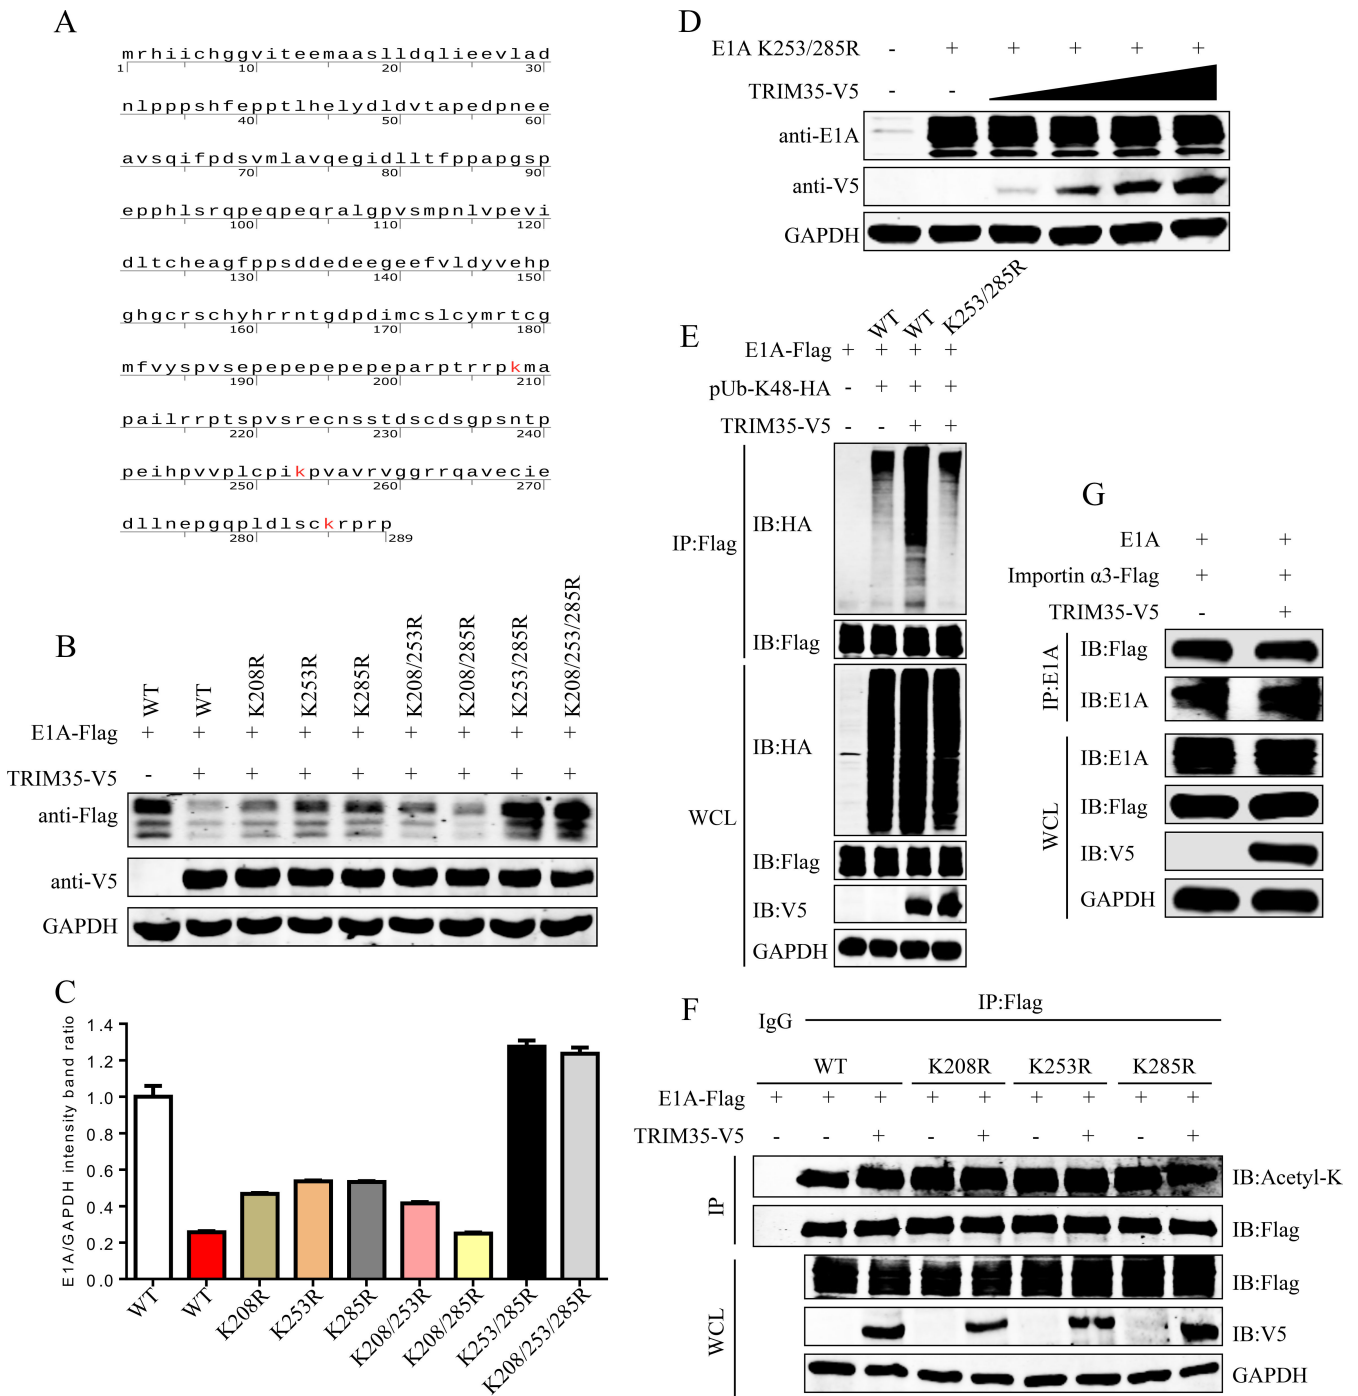 A
mrhiichggviteemaaslldqlieevlad
1 10 20 30
nlpppshfepptlhelydldvtapedpnee
40 50 60
avsqifpdsvmlavqegidlltfppapgsp
70 80 90
epphlsrqpeqpeqralgpvsmpnlvpevi
100 110 120
dltcheagfppsddedeegeefvldyvehp
130 140 150
ghgcrschyhrrntgdpdimcslcymrtcg
160 170 180
mfvyspvsepepepepepeparptrrpkma
190 200 210
pailrrptspvsrecnsstdscdsgpsntp
220 230 240
peihpvvplcpikpvavrvggrrqavecie
250 260 270
dllnepgqpldlsckrprp
280 289
B
WT WT K208R K253R K285R K208/253R K208/285R K253/285R K208/253/285R
E1A-Flag + + + + + + + + +
TRIM35-V5 - + + + + + + + +
anti-Flag
anti-V5
GAPDH
C
E1A/GAPDH intensity band ratio
1.4
1.2
1.0
0.8
0.6
0.4
0.2
0.0
WT WT K208R K253R K285R K208/253R K208/285R K253/285R K208/253/285R
D
E1A K253/285R - + + + + +
TRIM35-V5 - -
anti-E1A
anti-V5
GAPDH
E
WT WT K253/285R
E1A-Flag + + + +
pUb-K48-HA - + + +
TRIM35-V5 - - + +
IP:Flag
IB:HA
IB:Flag
WCL
IB:HA
IB:Flag
IB:V5
GAPDH
F
IgG
IP:Flag
WT K208R K253R K285R
E1A-Flag + + + + + + + + +
TRIM35-V5 - - + - + - + - +
IP
IB:Acetyl-K
IB:Flag
WCL
IB:Flag
IB:V5
GAPDH
G
E1A + +
Importin α3-Flag + +
TRIM35-V5 - +
IP:E1A
IB:Flag
IB:E1A
WCL
IB:E1A
IB:Flag
IB:V5
GAPDH